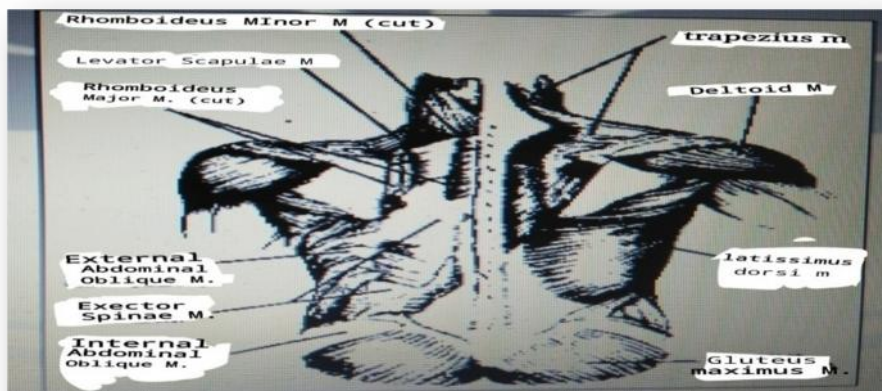 Rhomboideus MInor M (cut)
Levator Scapulae M
Rhomboideus
Major M. (cut)
trapezius m
Deltoid M
External
Abdominal
Oblique M.
Exector
Spinae M.
Internal
Abdominal
Oblique M.
latissimus
dorsi m
Gluteus
maximus M.